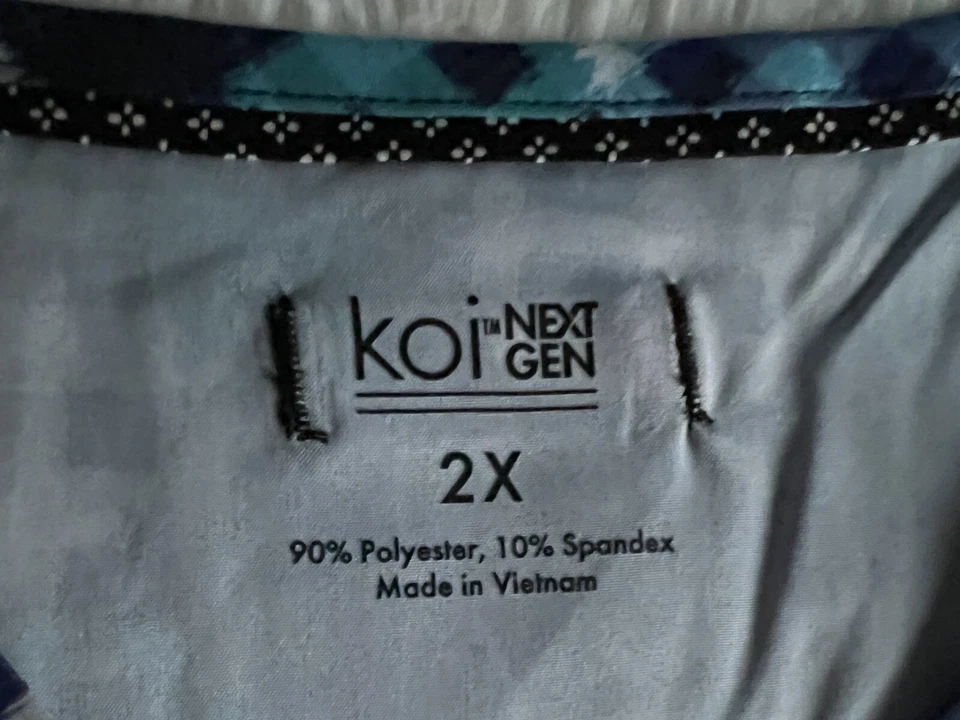 koi™ NEXT GEN
2X
90% Polyester, 10% Spandex
Made in Vietnam